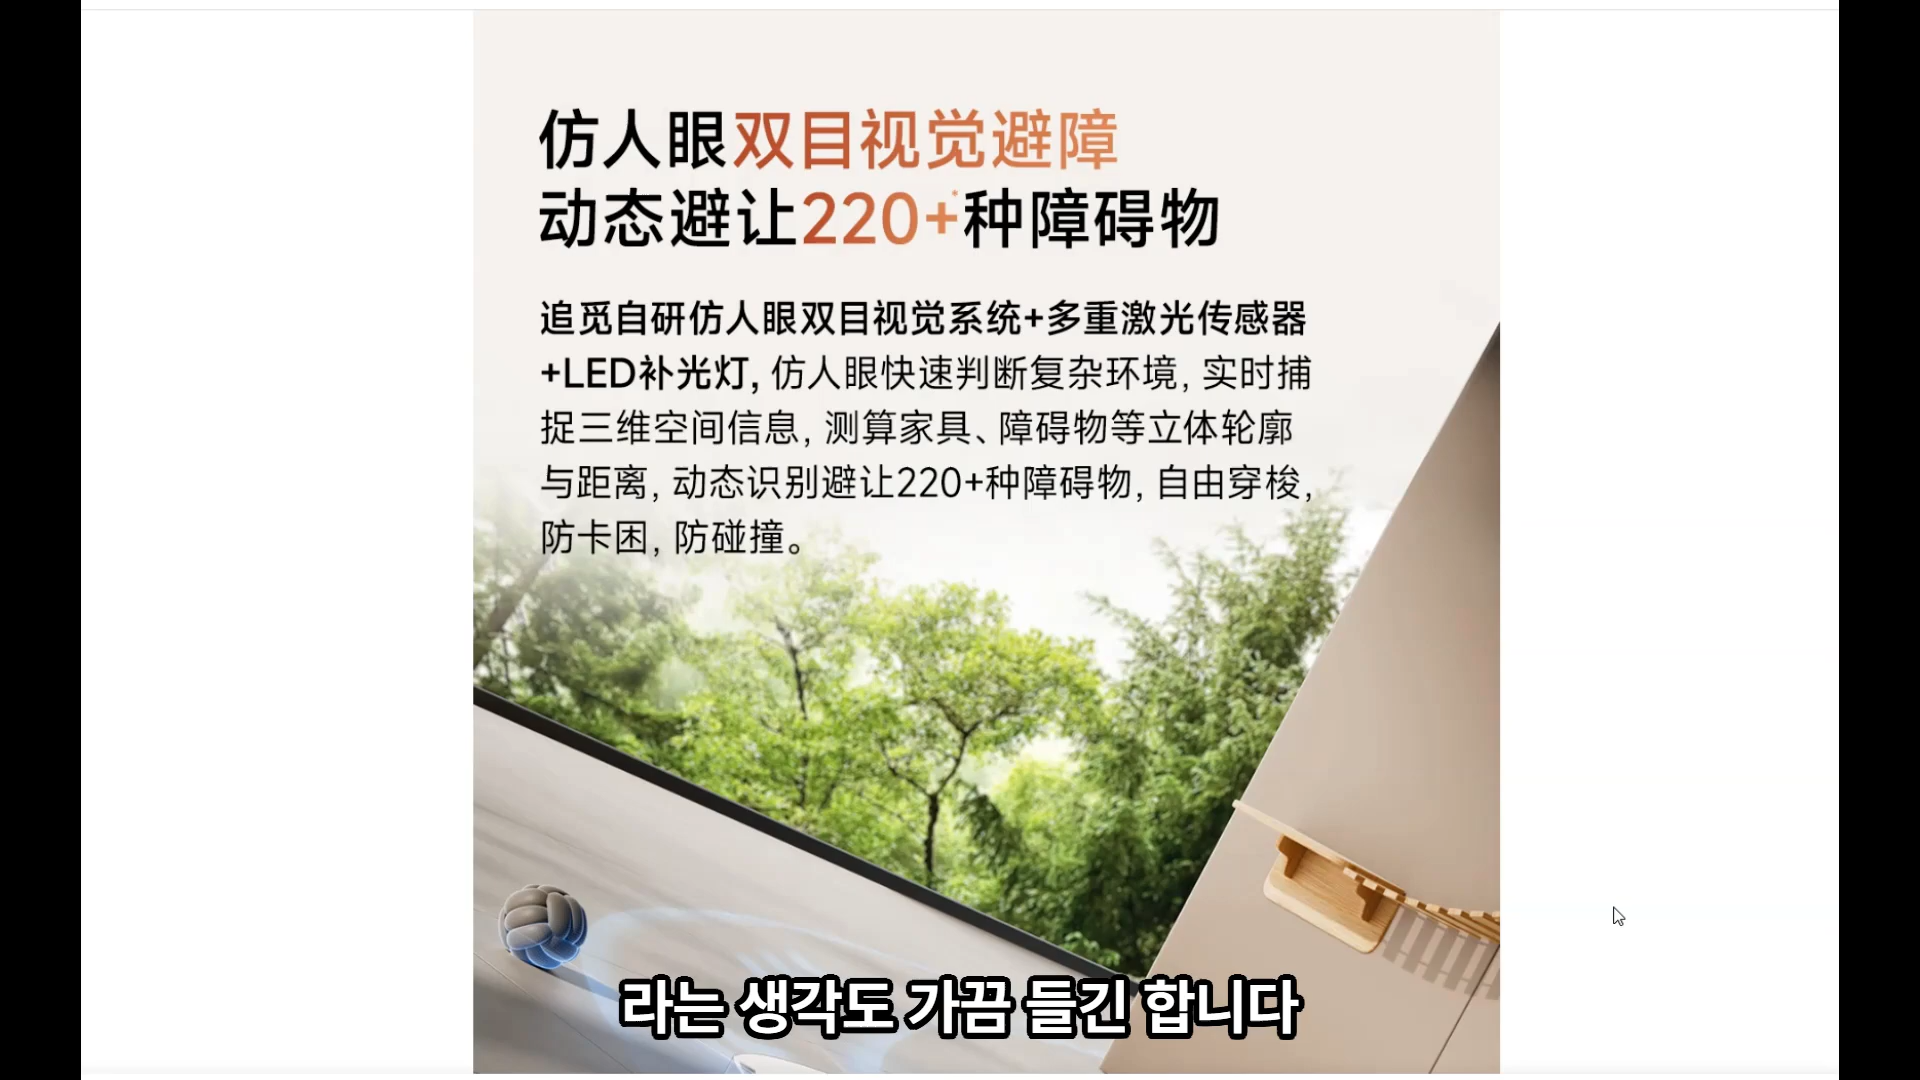 仿人眼双目视觉避障
动态避让220+*种障碍物
追觅自研仿人眼双目视觉系统+多重激光传感器
+LED补光灯, 仿人眼快速判断复杂环境, 实时捕
捉三维空间信息, 测算家具、障碍物等立体轮廓
与距离, 动态识别避让220+种障碍物, 自由穿梭,
防卡困, 防碰撞。
라는 생각도 가끔 들긴 합니다